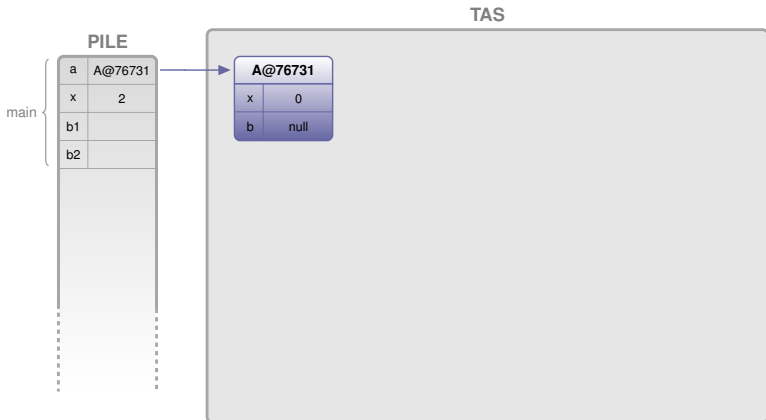 TAS
PILE
main
a A@76731
x 2
b1
b2
A@76731
x 0
b null